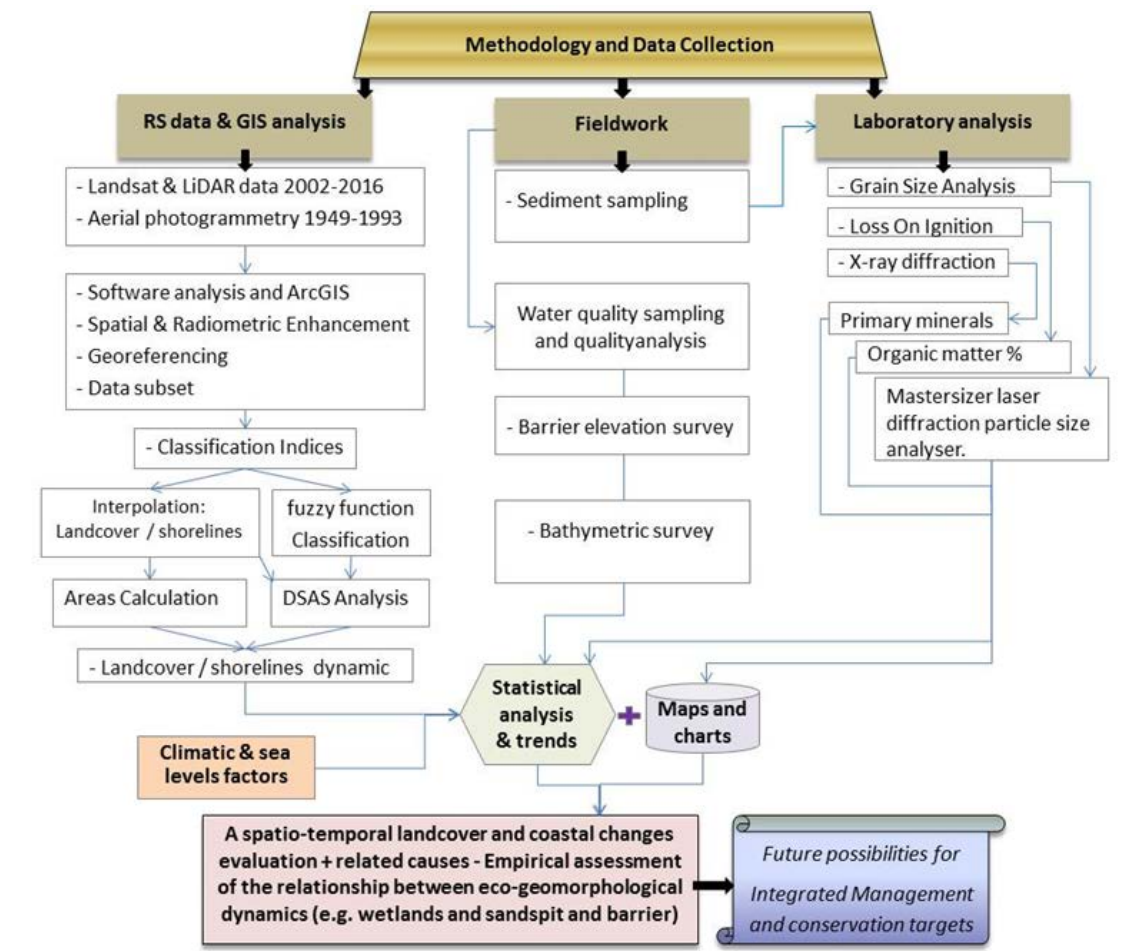 Methodology and Data Collection
RS data & GIS analysis
- Landsat & LiDAR data 2002-2016
- Aerial photogrammetry 1949-1993
- Software analysis and ArcGIS
- Spatial & Radiometric Enhancement
- Georeferencing
- Data subset
- Classification Indices
Interpolation:
Landcover / shorelines
fuzzy function
Classification
Areas Calculation
DSAS Analysis
- Landcover / shorelines dynamic
Fieldwork
- Sediment sampling
Water quality sampling
and qualityanalysis
- Barrier elevation survey
- Bathymetric survey
Laboratory analysis
- Grain Size Analysis
- Loss On Ignition
- X-ray diffraction
Primary minerals
Organic matter %
Mastersizer laser
diffraction particle size
analyser.
Statistical
analysis
& trends
+
Maps and
charts
Climatic & sea
levels factors
A spatio-temporal landcover and coastal changes
evaluation + related causes - Empirical assessment
of the relationship between eco-geomorphological
dynamics (e.g. wetlands and sandspit and barrier)
Future possibilities for
Integrated Management
and conservation targets